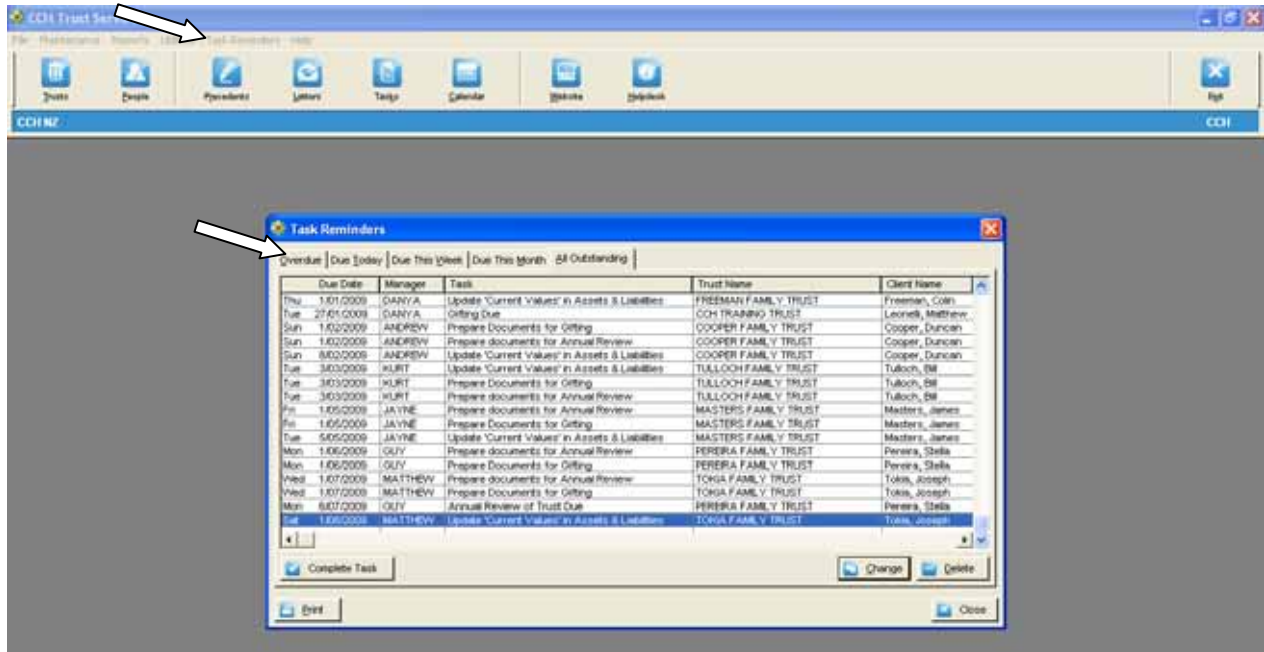 CCH Trust Serv
File Maintenance Reports Task Reminders Help
Trusts People Precedents Letters Tasks Calendar Website Helpdesk Exit
CCH NZ CCH
Task Reminders
Overdue Due Today Due This Week Due This Month All Outstanding
Due Date Manager Task Trust Name Client Name
Thu 1/01/2009 DANYA Update 'Current Values' in Assets & Liabilities FREEMAN FAMILY TRUST Freeman, Colin
Tue 27/01/2009 DANYA Gifting Due CCH TRAINING TRUST Leonelli, Matthew
Sun 1/02/2009 ANDREW Prepare Documents for Gifting COOPER FAMILY TRUST Cooper, Duncan
Sun 1/02/2009 ANDREW Prepare documents for Annual Review COOPER FAMILY TRUST Cooper, Duncan
Sun 8/02/2009 ANDREW Update 'Current Values' in Assets & Liabilities COOPER FAMILY TRUST Cooper, Duncan
Tue 3/03/2009 KURT Update 'Current Values' in Assets & Liabilities TULLOCH FAMILY TRUST Tulloch, Bill
Tue 3/03/2009 KURT Prepare Documents for Gifting TULLOCH FAMILY TRUST Tulloch, Bill
Tue 3/03/2009 KURT Prepare documents for Annual Review TULLOCH FAMILY TRUST Tulloch, Bill
Fri 1/05/2009 JAYNE Prepare documents for Annual Review MASTERS FAMILY TRUST Masters, James
Fri 1/05/2009 JAYNE Prepare Documents for Gifting MASTERS FAMILY TRUST Masters, James
Tue 5/05/2009 JAYNE Update 'Current Values' in Assets & Liabilities MASTERS FAMILY TRUST Masters, James
Mon 1/06/2009 GUY Prepare documents for Annual Review PEREIRA FAMILY TRUST Pereira, Stella
Mon 1/06/2009 GUY Prepare Documents for Gifting PEREIRA FAMILY TRUST Pereira, Stella
Wed 1/07/2009 MATTHEW Prepare documents for Annual Review TOKIA FAMILY TRUST Tokia, Joseph
Wed 1/07/2009 MATTHEW Prepare Documents for Gifting TOKIA FAMILY TRUST Tokia, Joseph
Mon 6/07/2009 GUY Annual Review of Trust Due PEREIRA FAMILY TRUST Pereira, Stella
Sat 1/08/2009 MATTHEW Update 'Current Values' in Assets & Liabilities TOKIA FAMILY TRUST Tokia, Joseph
Complete Task Change Delete
Print Close